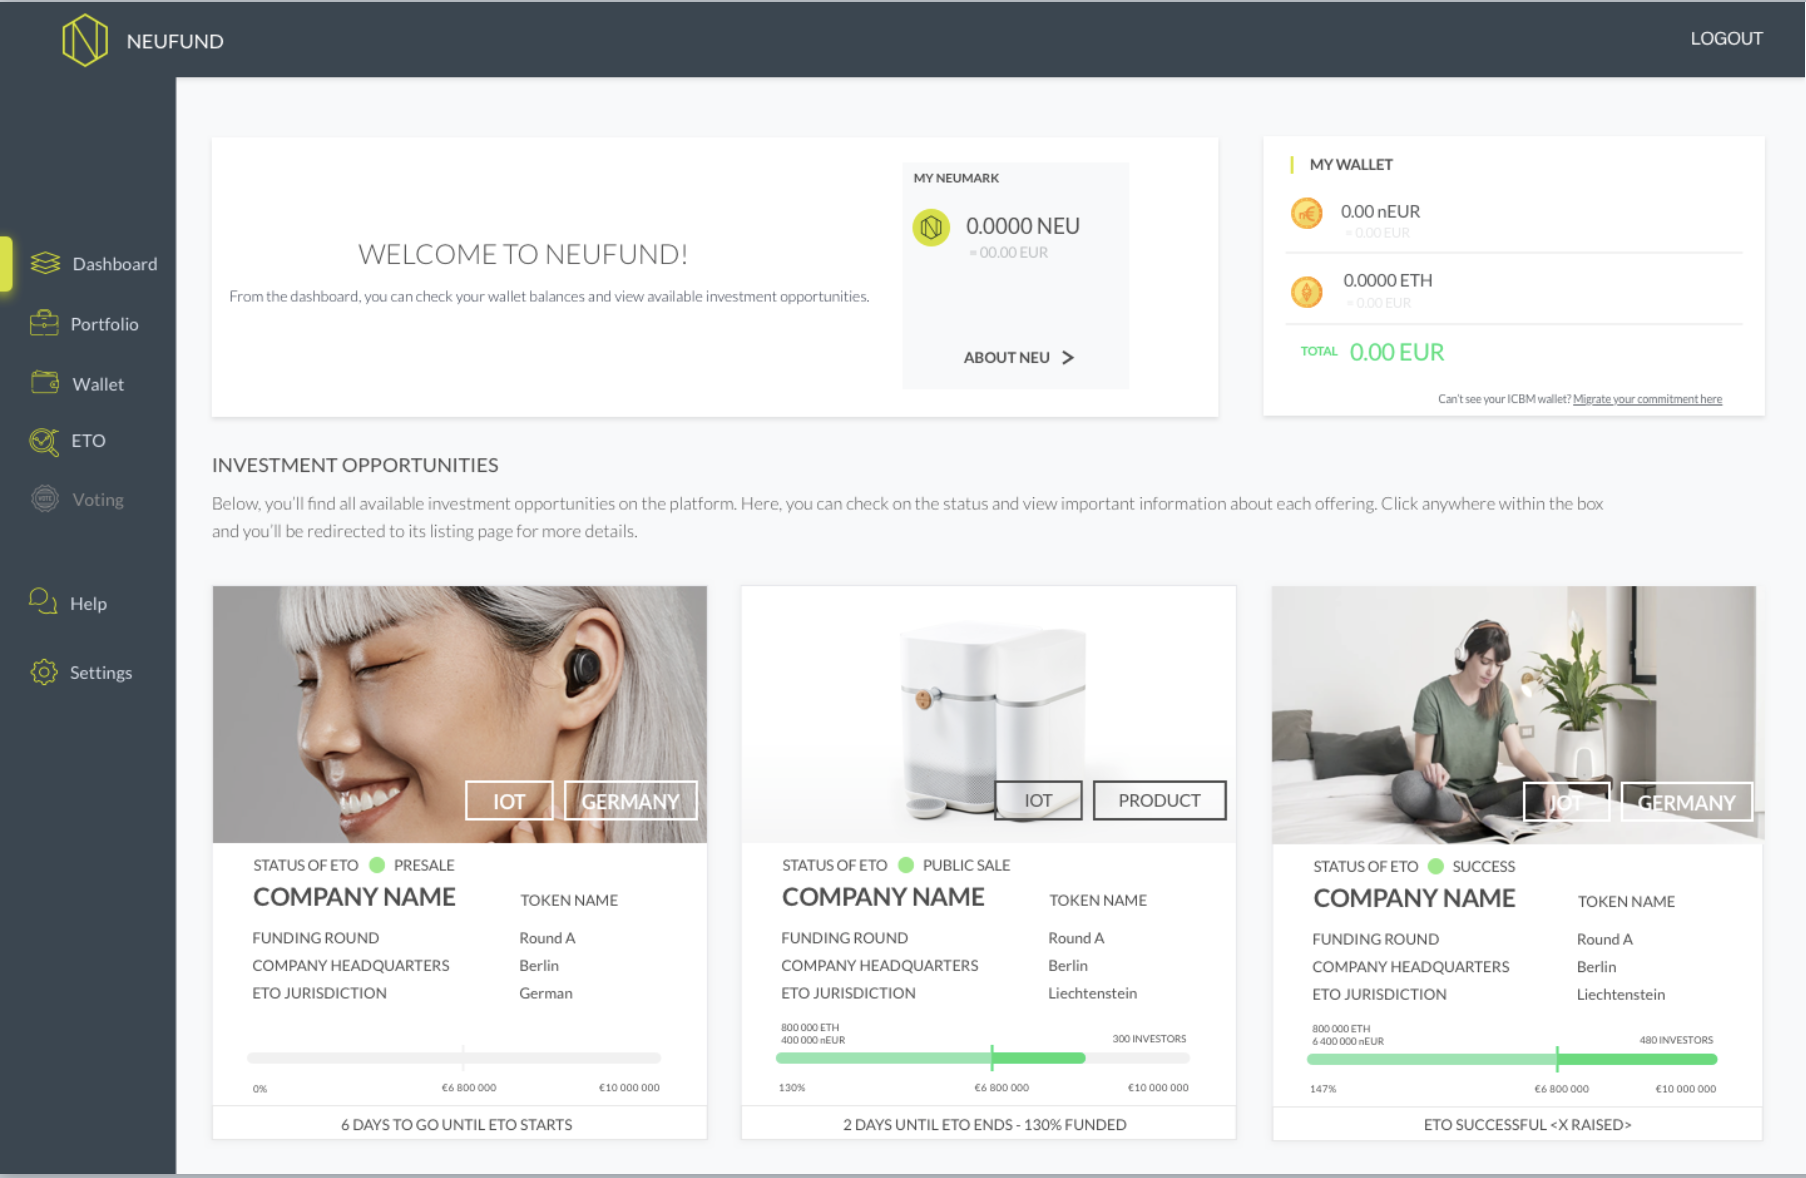 NEUFUND
LOGOUT
Dashboard
Portfolio
Wallet
ETO
VOTE
Voting
Help
Settings
WELCOME TO NEUFUND!
From the dashboard, you can check your wallet balances and view available investment opportunities.
MY NEUMARK
0.0000 NEU
≈ 00.00 EUR
ABOUT NEU
MY WALLET
n€
0.00 nEUR
≈ 0.00 EUR
0.0000 ETH
≈ 0.00 EUR
TOTAL 0.00 EUR
Can't see your ICBM wallet? Migrate your commitment here
INVESTMENT OPPORTUNITIES
Below, you'll find all available investment opportunities on the platform. Here, you can check on the status and view important information about each offering. Click anywhere within the box
and you'll be redirected to its listing page for more details.
IOT GERMANY
STATUS OF ETO PRESALE
COMPANY NAME TOKEN NAME
FUNDING ROUND Round A
COMPANY HEADQUARTERS Berlin
ETO JURISDICTION German
0% €6 800 000 €10 000 000
6 DAYS TO GO UNTIL ETO STARTS
IOT PRODUCT
STATUS OF ETO PUBLIC SALE
COMPANY NAME TOKEN NAME
FUNDING ROUND Round A
COMPANY HEADQUARTERS Berlin
ETO JURISDICTION Liechtenstein
800 000 ETH
400 000 nEUR 300 INVESTORS
130% €6 800 000 €10 000 000
2 DAYS UNTIL ETO ENDS - 130% FUNDED
IOT GERMANY
STATUS OF ETO SUCCESS
COMPANY NAME TOKEN NAME
FUNDING ROUND Round A
COMPANY HEADQUARTERS Berlin
ETO JURISDICTION Liechtenstein
800 000 ETH
6 400 000 nEUR 480 INVESTORS
147% €6 800 000 €10 000 000
ETO SUCCESSFUL <X RAISED>